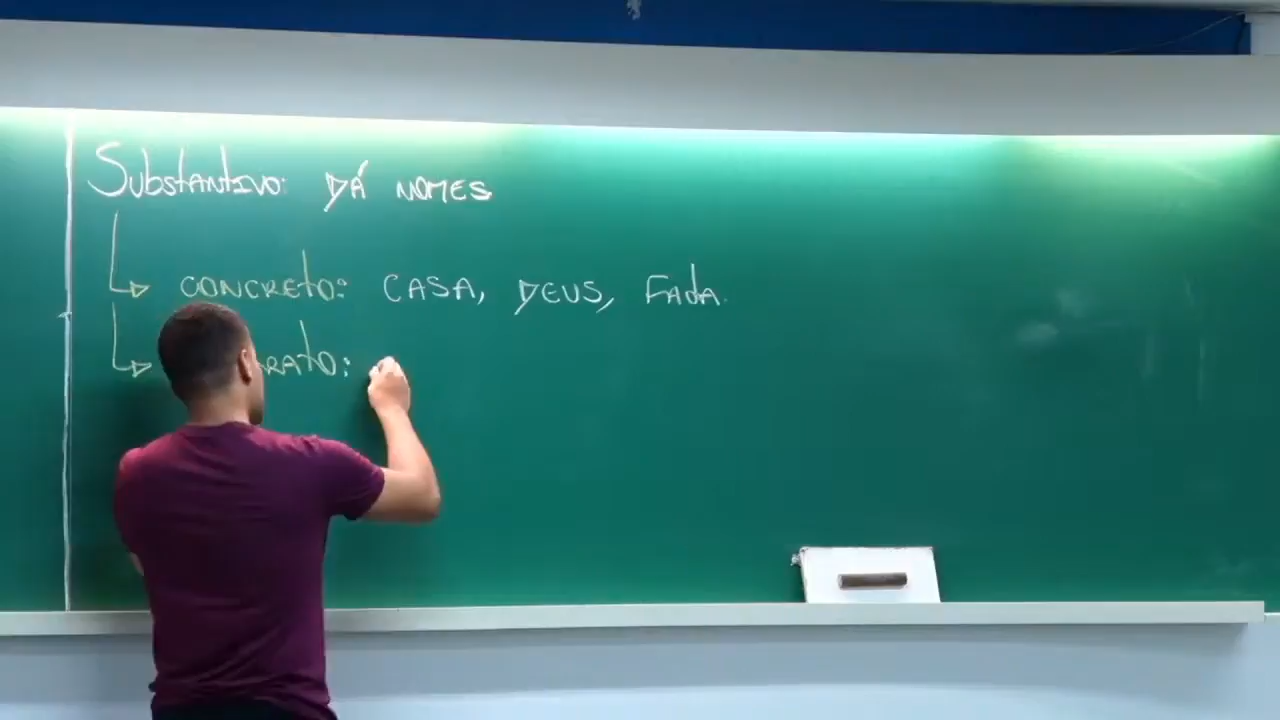 Substantivo: DÁ NOMES
CONCRETO: CASA, DEUS, FADA.
RATO: